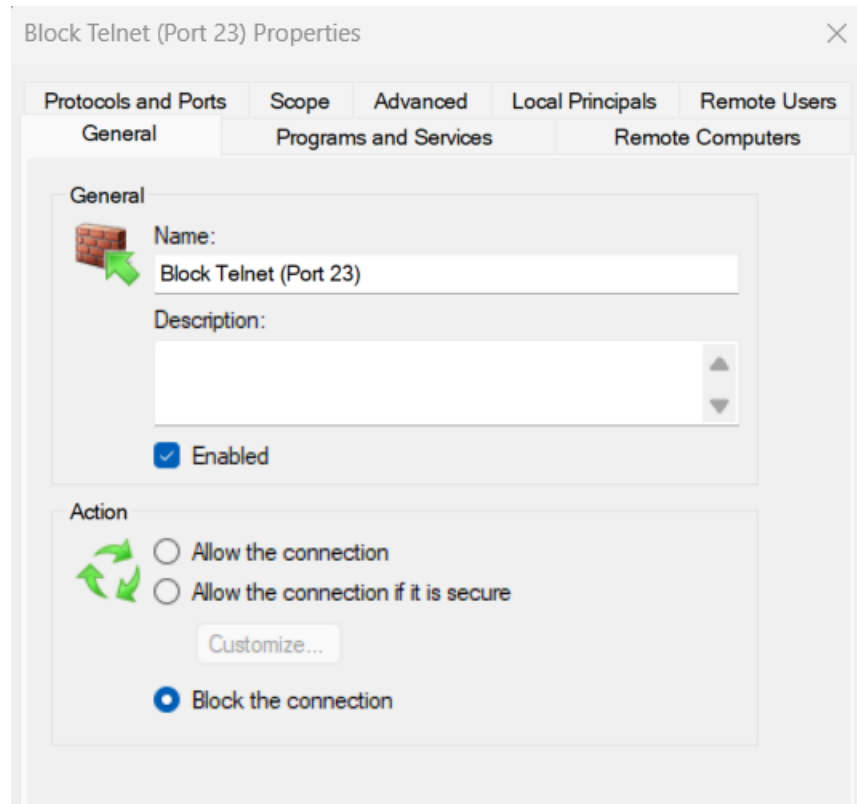 Block Telnet (Port 23) Properties
Protocols and Ports Scope Advanced Local Principals Remote Users
General Programs and Services Remote Computers
General
Name:
Block Telnet (Port 23)
Description:
Enabled
Action
Allow the connection
Allow the connection if it is secure
Customize...
Block the connection